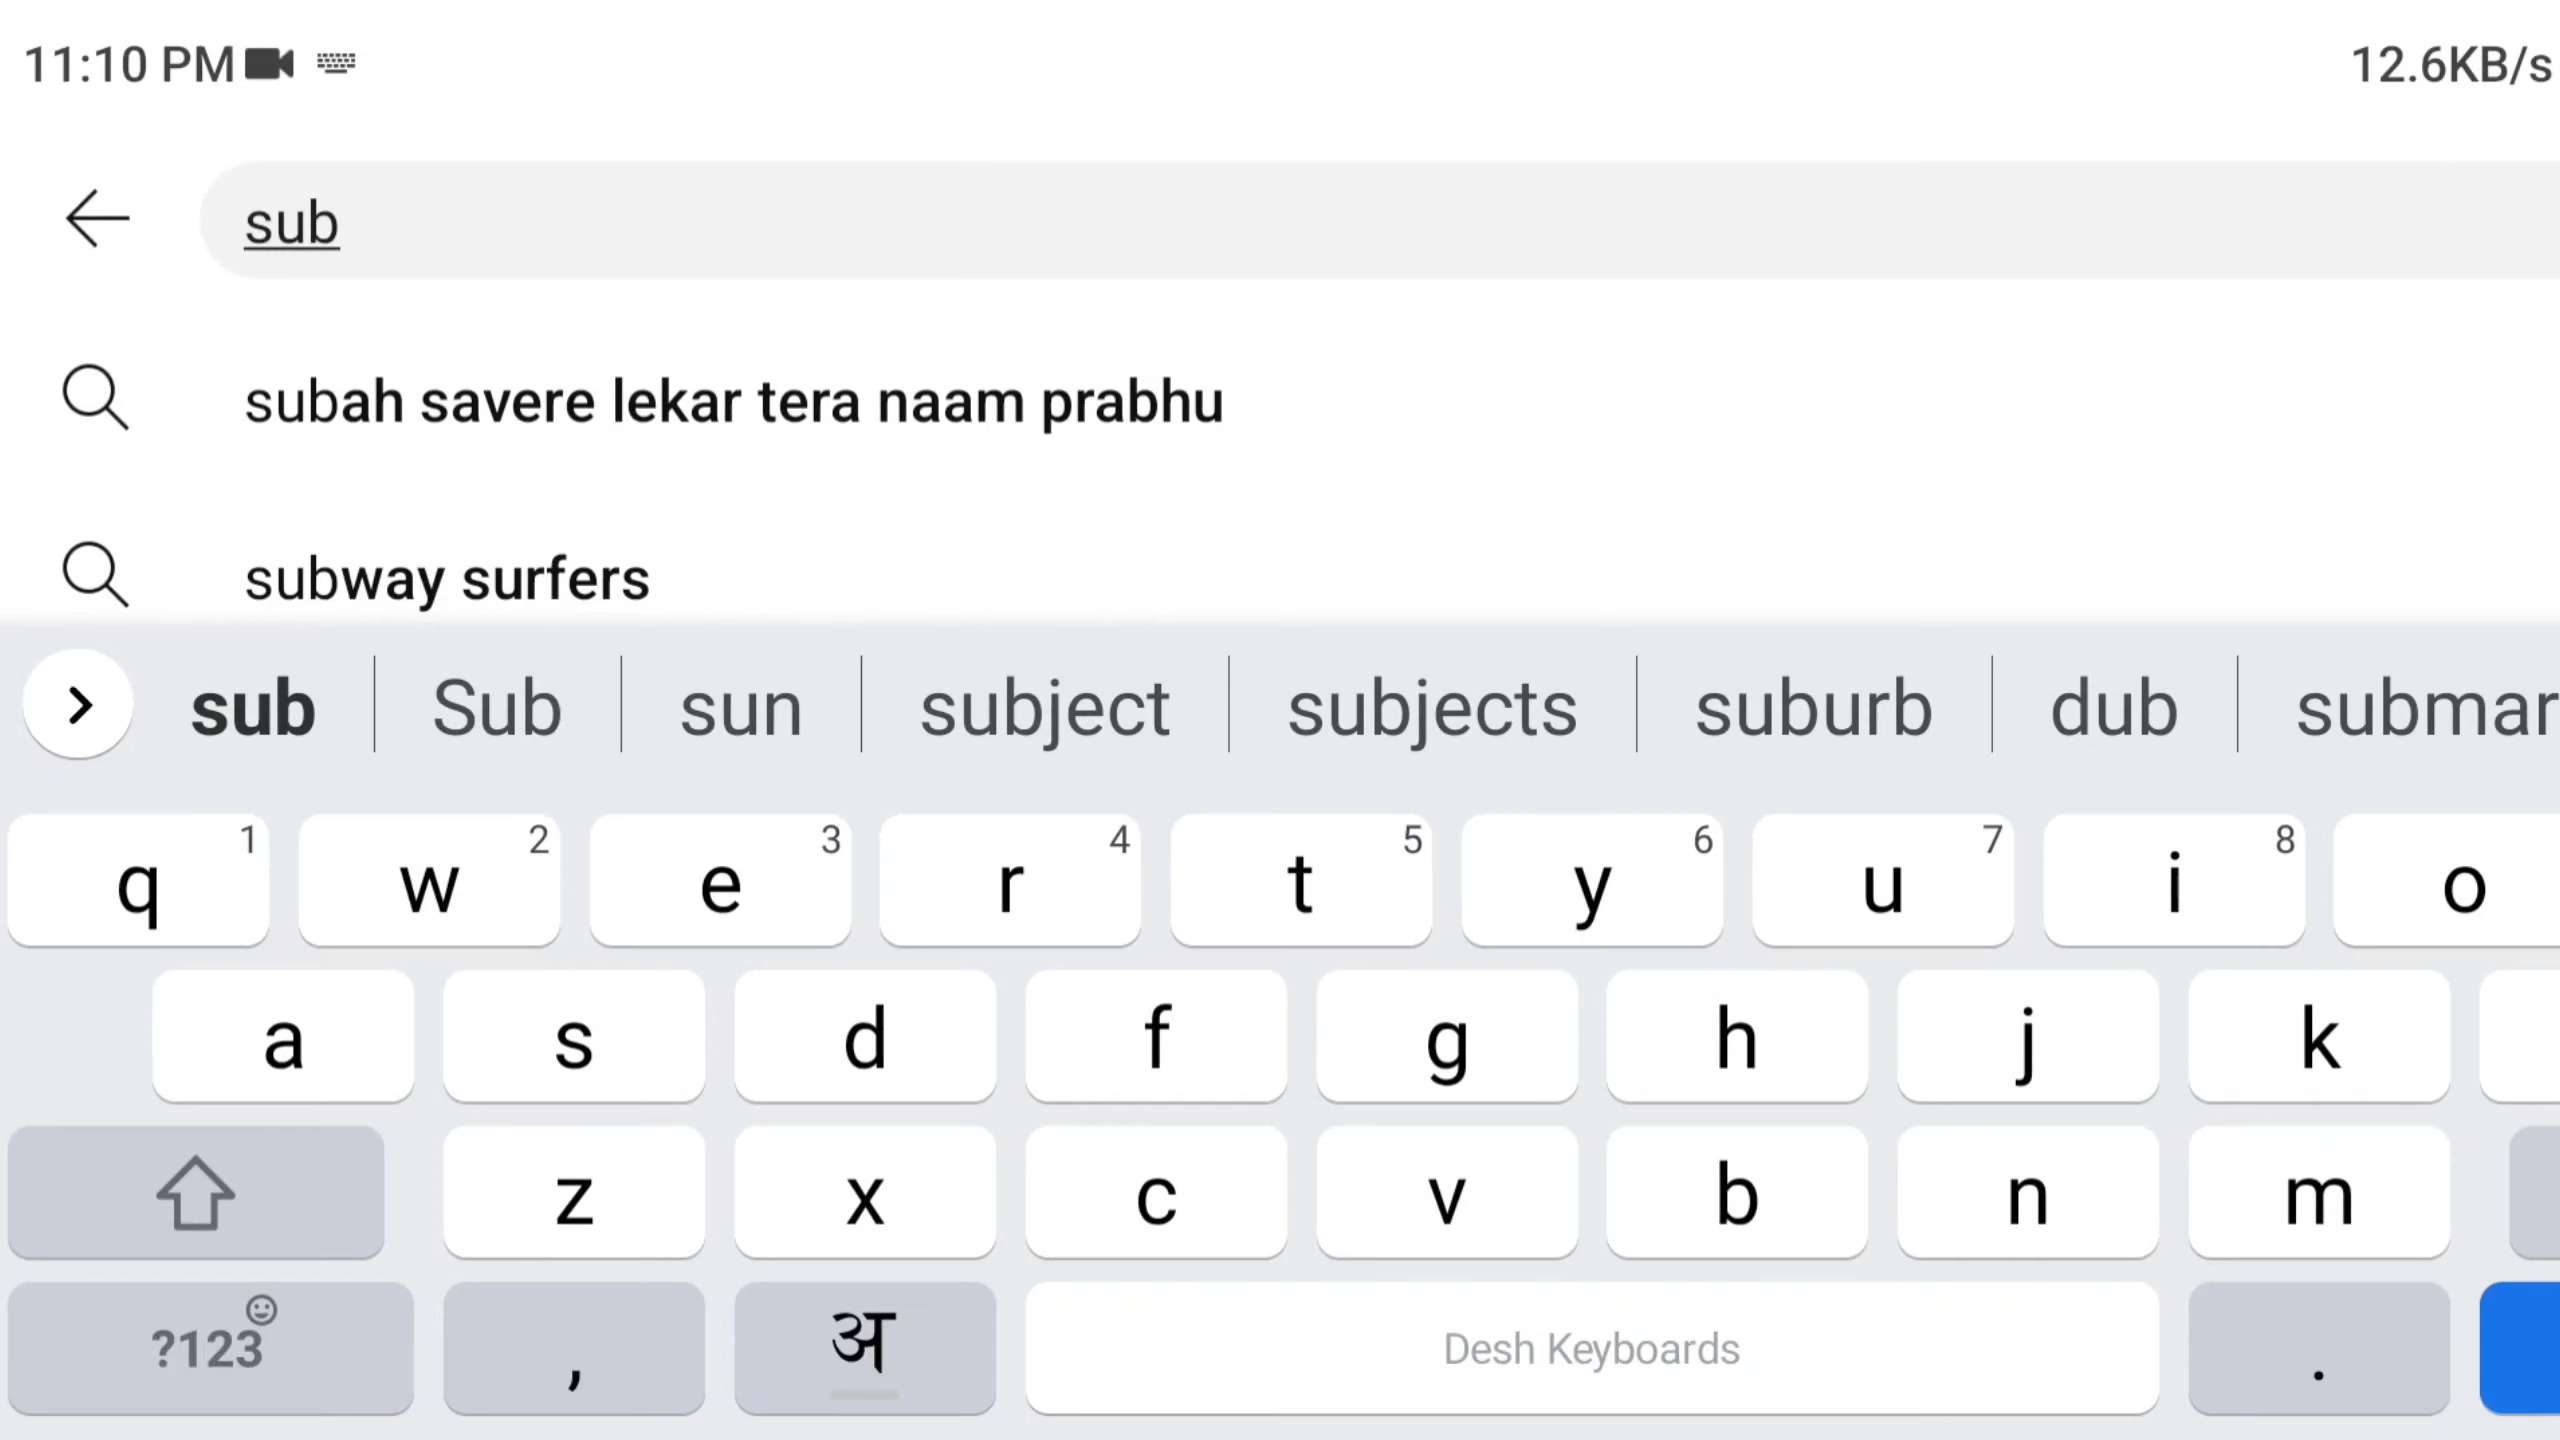 11:10 PM 12.6KB/s
sub
subah savere lekar tera naam prabhu
subway surfers
sub Sub sun subject subjects suburb dub submar
1 2 3 4 5 6 7 8
q w e r t y u i o
a s d f g h j k
z x c v b n m
?123 , अ Desh Keyboards .